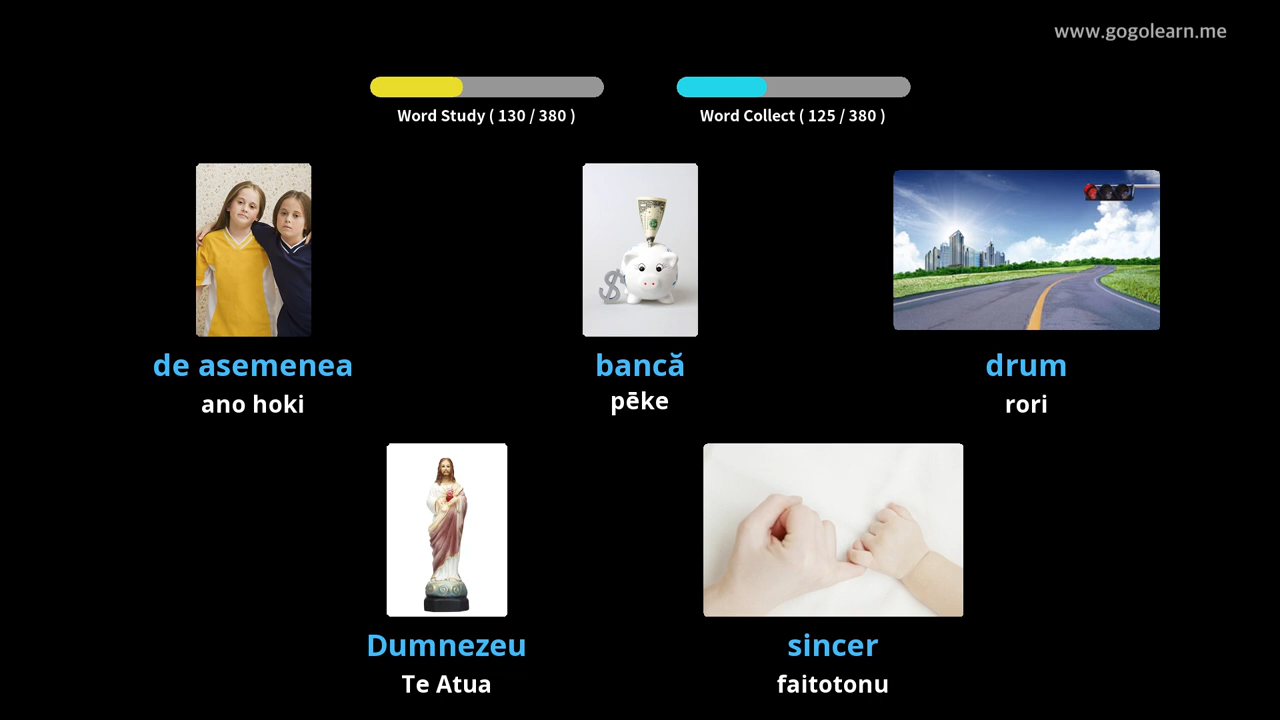 www.gogolearn.me
Word Study ( 130 / 380 )
Word Collect ( 125 / 380 )
de asemenea
ano hoki
bancă
pēke
drum
rori
Dumnezeu
Te Atua
sincer
faitotonu